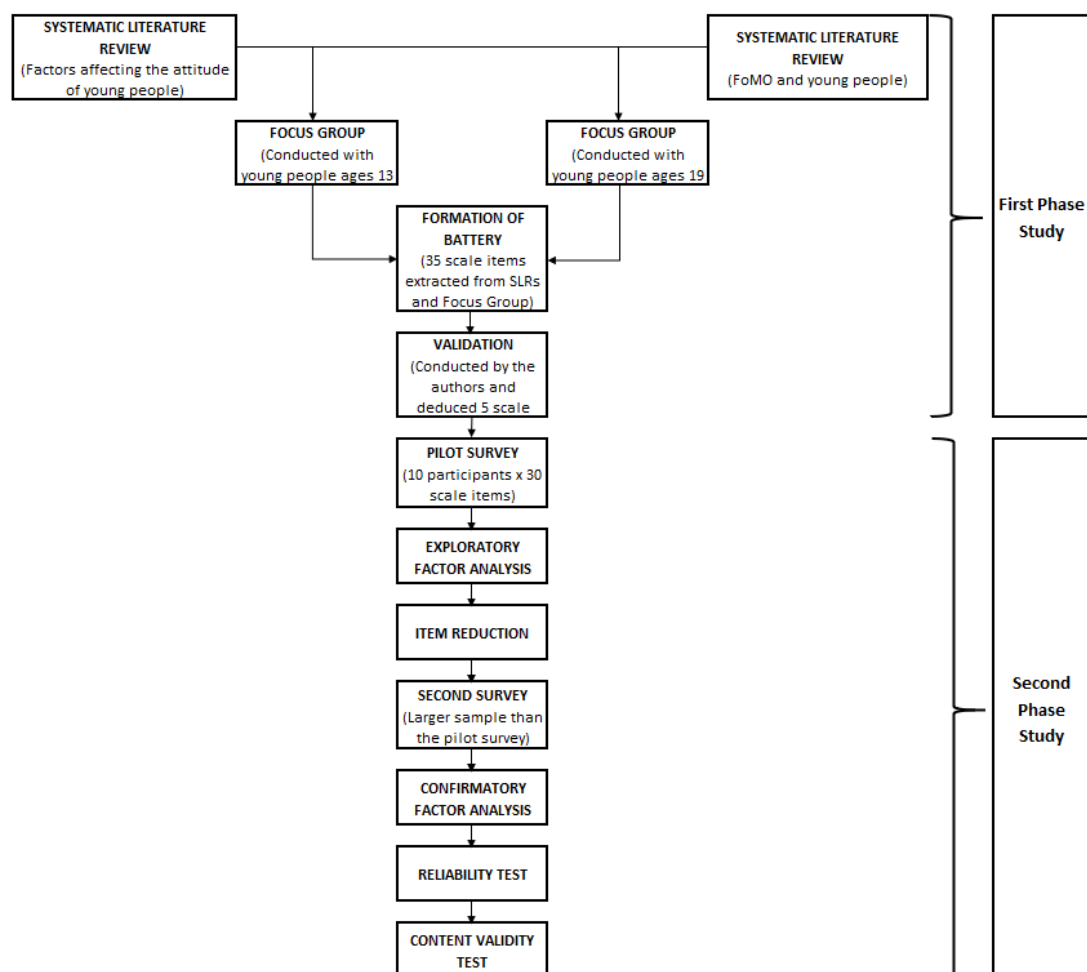 SYSTEMATIC LITERATURE
REVIEW
(Factors affecting the attitude
of young people)
SYSTEMATIC LITERATURE
REVIEW
(FoMO and young people)
FOCUS GROUP
(Conducted with
young people ages 13
FOCUS GROUP
(Conducted with
young people ages 19
FORMATION OF
BATTERY
(35 scale items
extracted from SLRs
and Focus Group)
VALIDATION
(Conducted by the
authors and
deduced 5 scale
First Phase
Study
PILOT SURVEY
(10 participants x 30
scale items)
EXPLORATORY
FACTOR ANALYSIS
ITEM REDUCTION
SECOND SURVEY
(Larger sample than
the pilot survey)
CONFIRMATORY
FACTOR ANALYSIS
RELIABILITY TEST
CONTENT VALIDITY
TEST
Second
Phase
Study